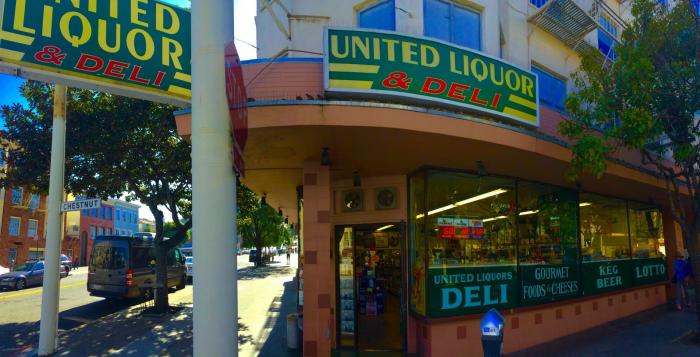 UNITED
LIQUOR
& DELI
UNITED LIQUOR
& DELI
CHESTNUT
UNITED LIQUORS
DELI
GOURMET
FOODS & CHEESES
KEG
BEER
LOTTO